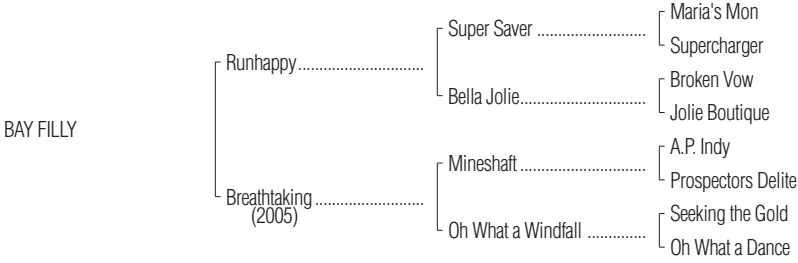 Maria's Mon
Super Saver ..........................
Supercharger
Runhappy..............................
Broken Vow
Bella Jolie..............................
Jolie Boutique
BAY FILLY
A.P. Indy
Mineshaft ..............................
Prospectors Delite
Breathtaking ..........................
(2005)
Seeking the Gold
Oh What a Windfall ..............
Oh What a Dance